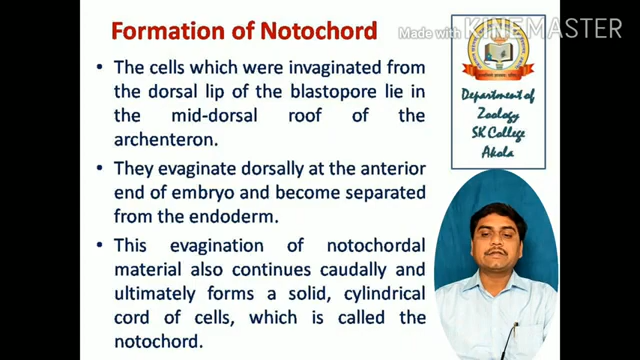 Formation of Notochord
Made with KINEMASTER
• The cells which were invaginated from
the dorsal lip of the blastopore lie in
the mid-dorsal roof of the
archenteron.
• They evaginate dorsally at the anterior
end of embryo and become separated
from the endoderm.
• This evagination of notochordal
material also continues caudally and
ultimately forms a solid, cylindrical
cord of cells, which is called the
notochord.
Department of
Zoology
SK College
Akola